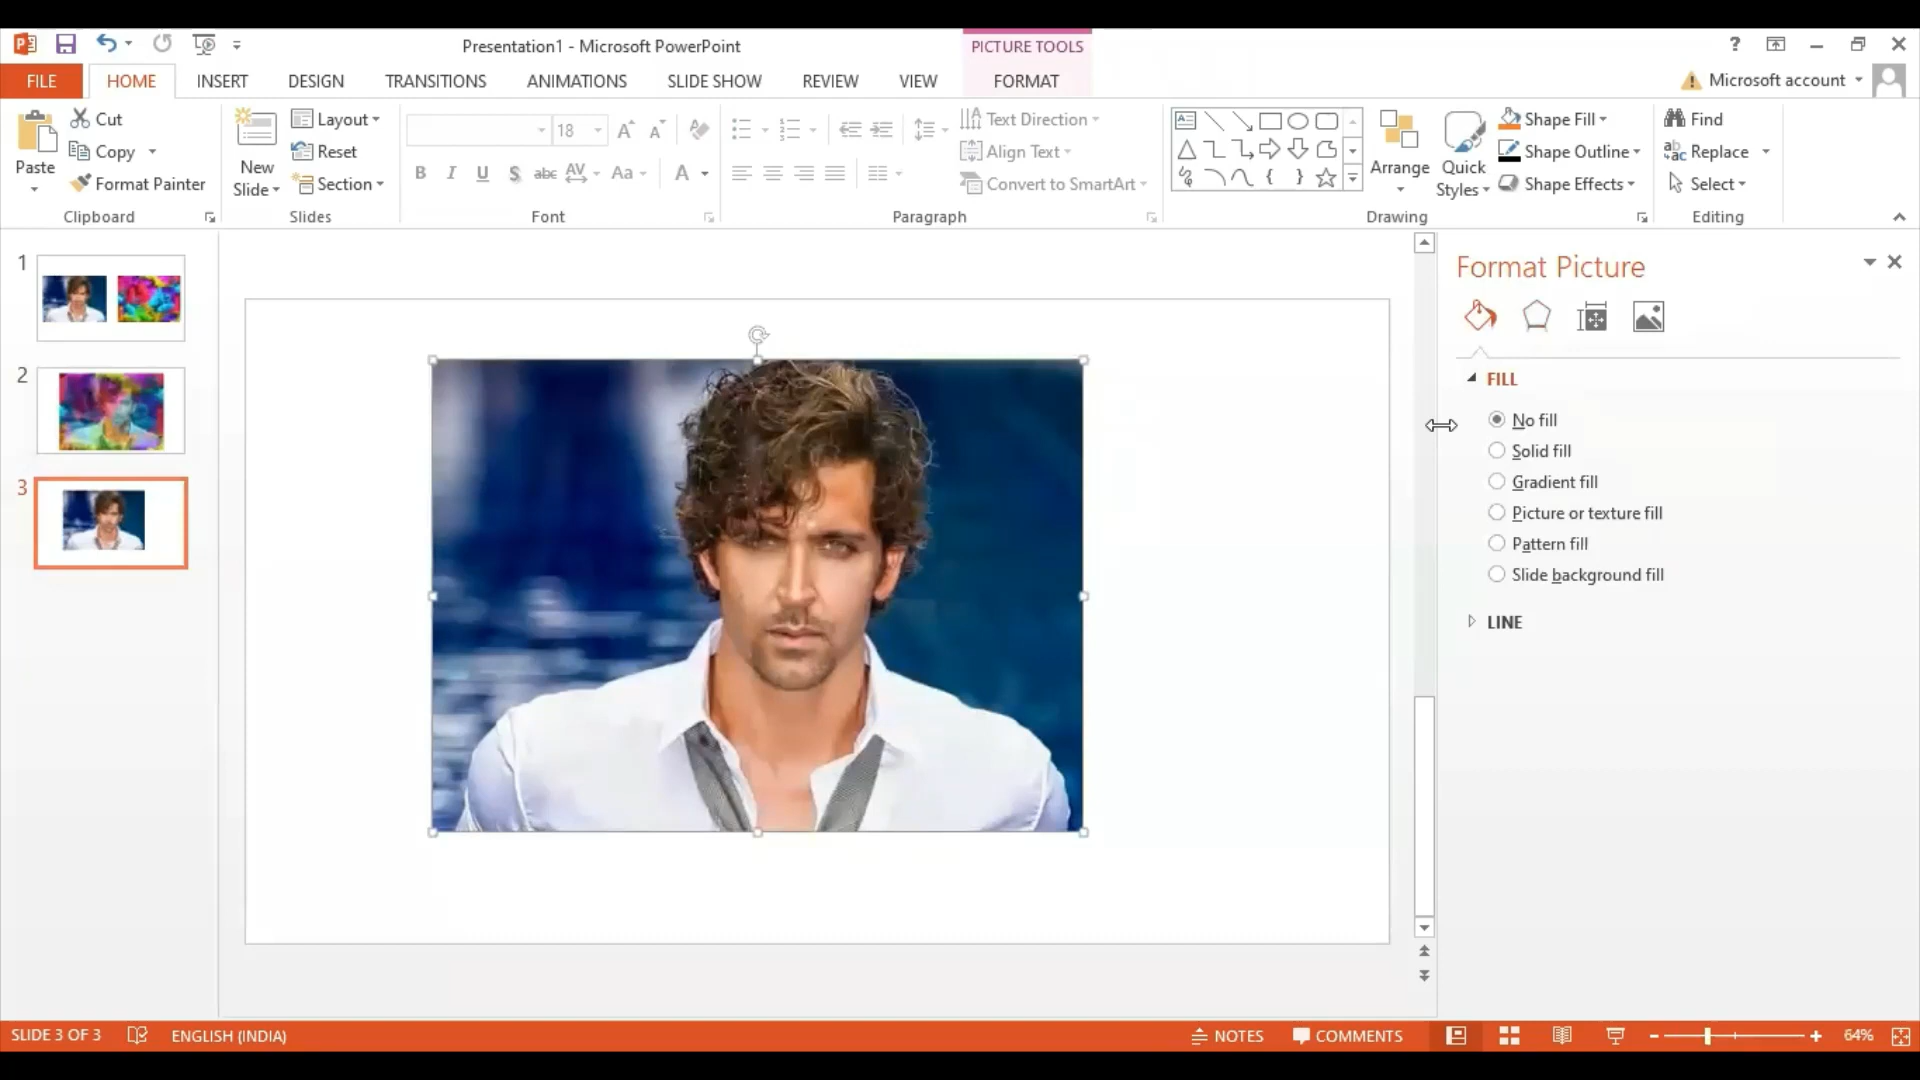 Presentation1 - Microsoft PowerPoint
PICTURE TOOLS
?
FILE HOME INSERT DESIGN TRANSITIONS ANIMATIONS SLIDE SHOW REVIEW VIEW FORMAT
Microsoft account
Paste
Cut
Copy
Format Painter
Clipboard
New Slide
Layout
Reset
Section
Slides
18
B I U S abc AV Aa A
Font
Text Direction
Align Text
Convert to SmartArt
Paragraph
Arrange
Quick Styles
Shape Fill
Shape Outline
Shape Effects
Drawing
Find
Replace
Select
Editing
1
2
3
Format Picture
FILL
No fill
Solid fill
Gradient fill
Picture or texture fill
Pattern fill
Slide background fill
LINE
SLIDE 3 OF 3
ENGLISH (INDIA)
NOTES
COMMENTS
64%